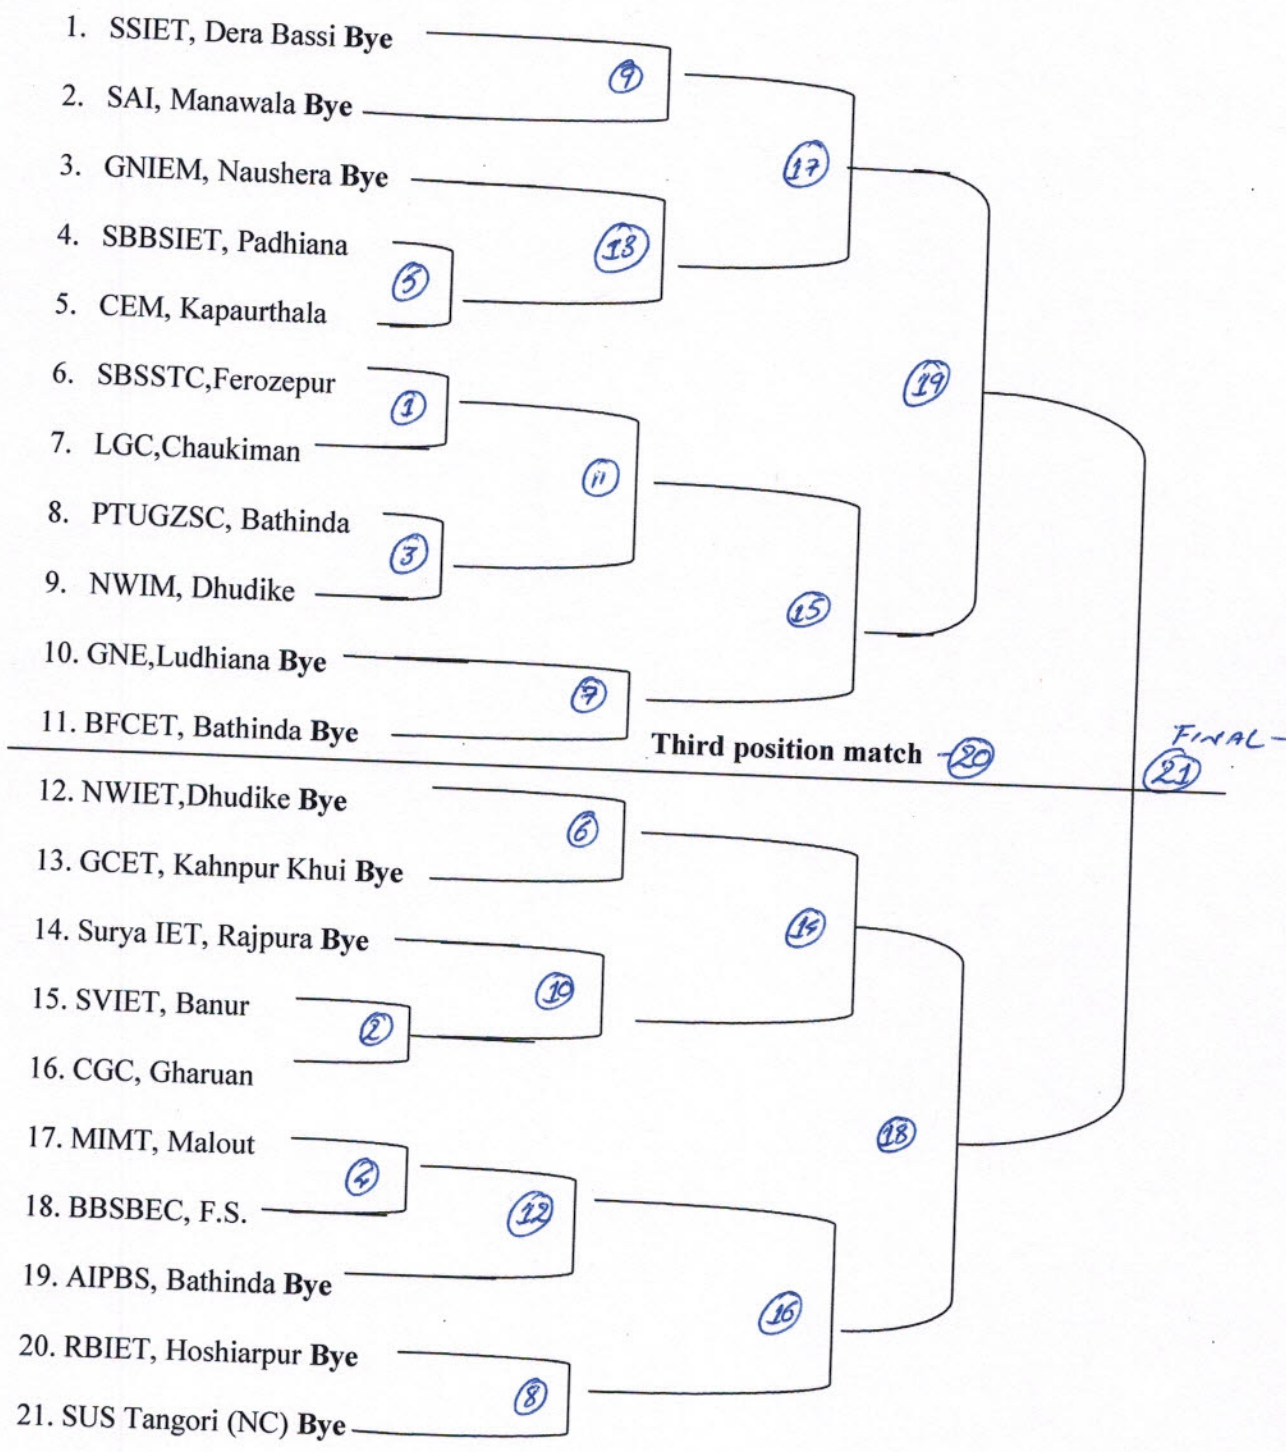 1. SSIET, Dera Bassi Bye
9
2. SAI, Manawala Bye
17
3. GNIEM, Naushera Bye
4. SBBSIET, Padhiana
13
5
5. CEM, Kapaurthala
6. SBSSTC,Ferozepur
19
1
7. LGC,Chaukiman
11
8. PTUGZSC, Bathinda
3
9. NWIM, Dhudike
15
10. GNE,Ludhiana Bye
7
11. BFCET, Bathinda Bye
Third position match -20
FINAL -
21
12. NWIET,Dhudike Bye
6
13. GCET, Kahnpur Khui Bye
14. Surya IET, Rajpura Bye
14
10
15. SVIET, Banur
2
16. CGC, Gharuan
17. MIMT, Malout
18
4
18. BBSBEC, F.S.
12
19. AIPBS, Bathinda Bye
16
20. RBIET, Hoshiarpur Bye
8
21. SUS Tangori (NC) Bye